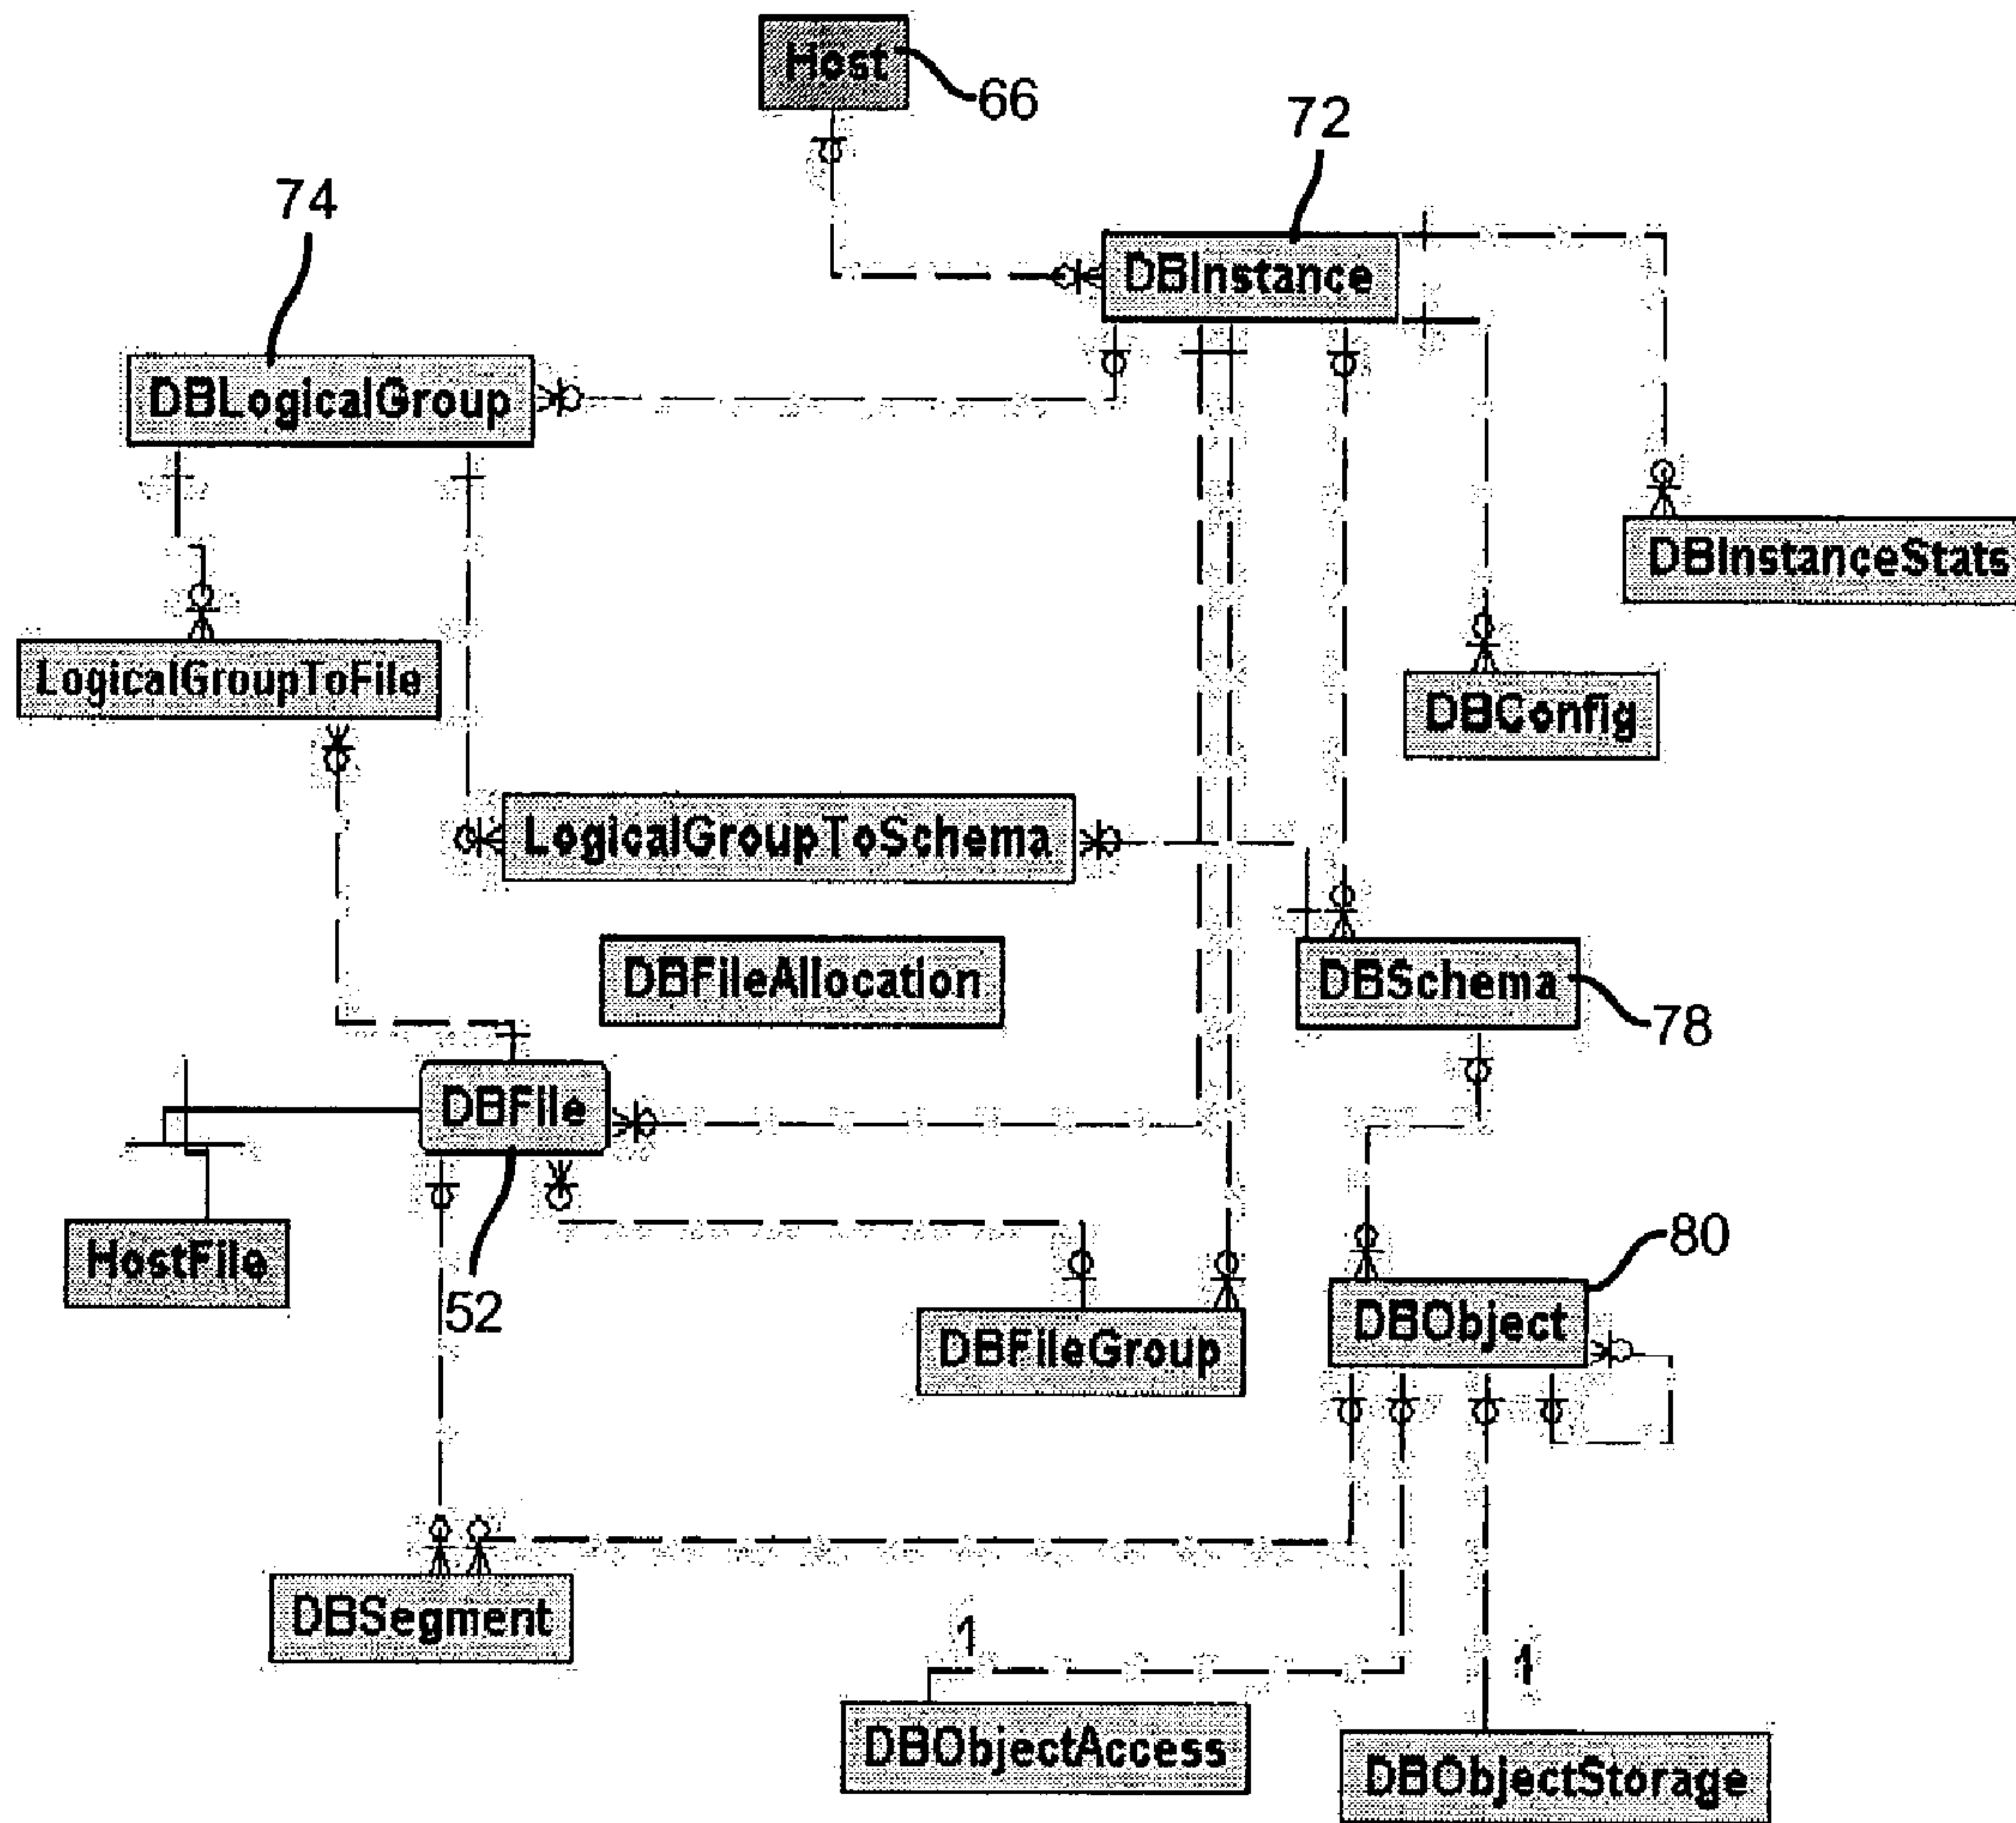 Host
66
72
74
DBInstance
DBLogicalGroup
DBInstanceStats
LogicalGroupToFile
DBConfig
LogicalGroupToSchema
DBFileAllocation
DBSchema
78
DBFile
HostFile
52
80
DBObject
DBFileGroup
DBSegment
1
1
DBObjectAccess
DBObjectStorage